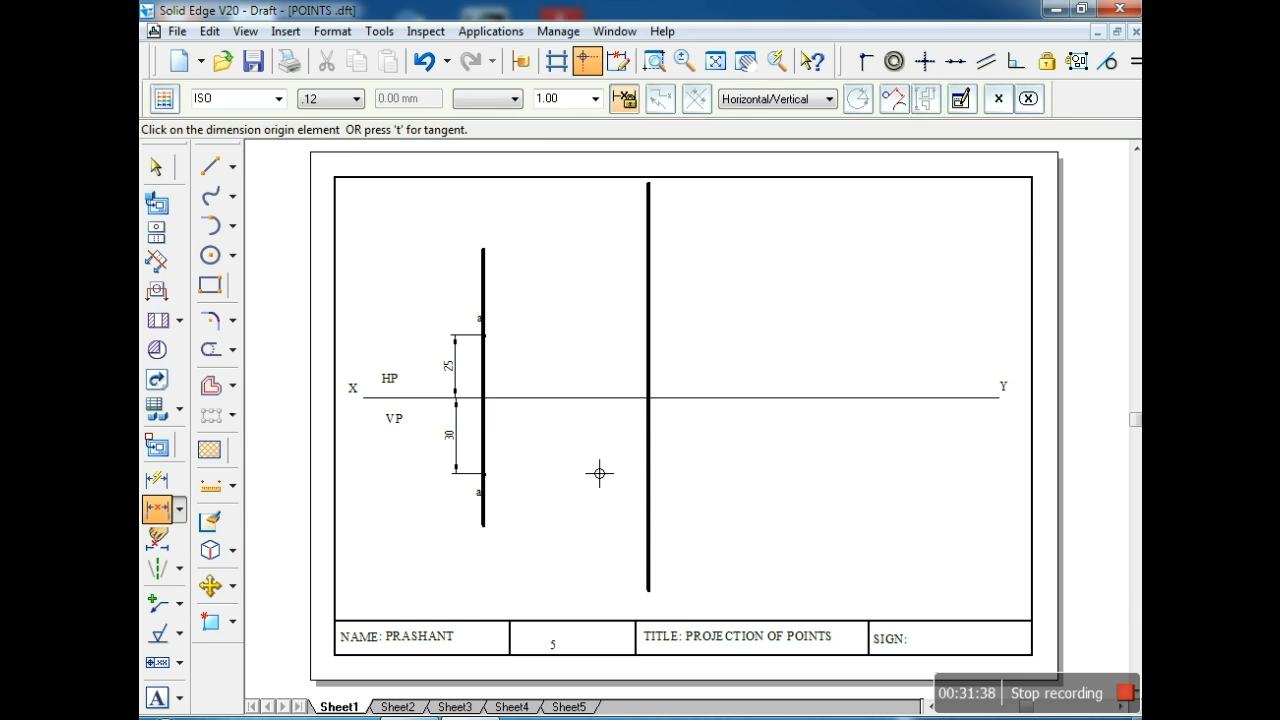 Solid Edge V20 - Draft - [POINTS .dft]
File Edit View Insert Format Tools Applications Inspect Manage Window Help
ISO .12 0.00 mm 1.00 Horizontal/Vertical
Click on the dimension origin element OR press 't' for tangent.
a
25
X HP Y
VP
30
a
NAME: PRASHANT 5 TITLE: PROJECTION OF POINTS SIGN:
00:31:38 Stop recording
Sheet1 Sheet2 Sheet3 Sheet4 Sheet5